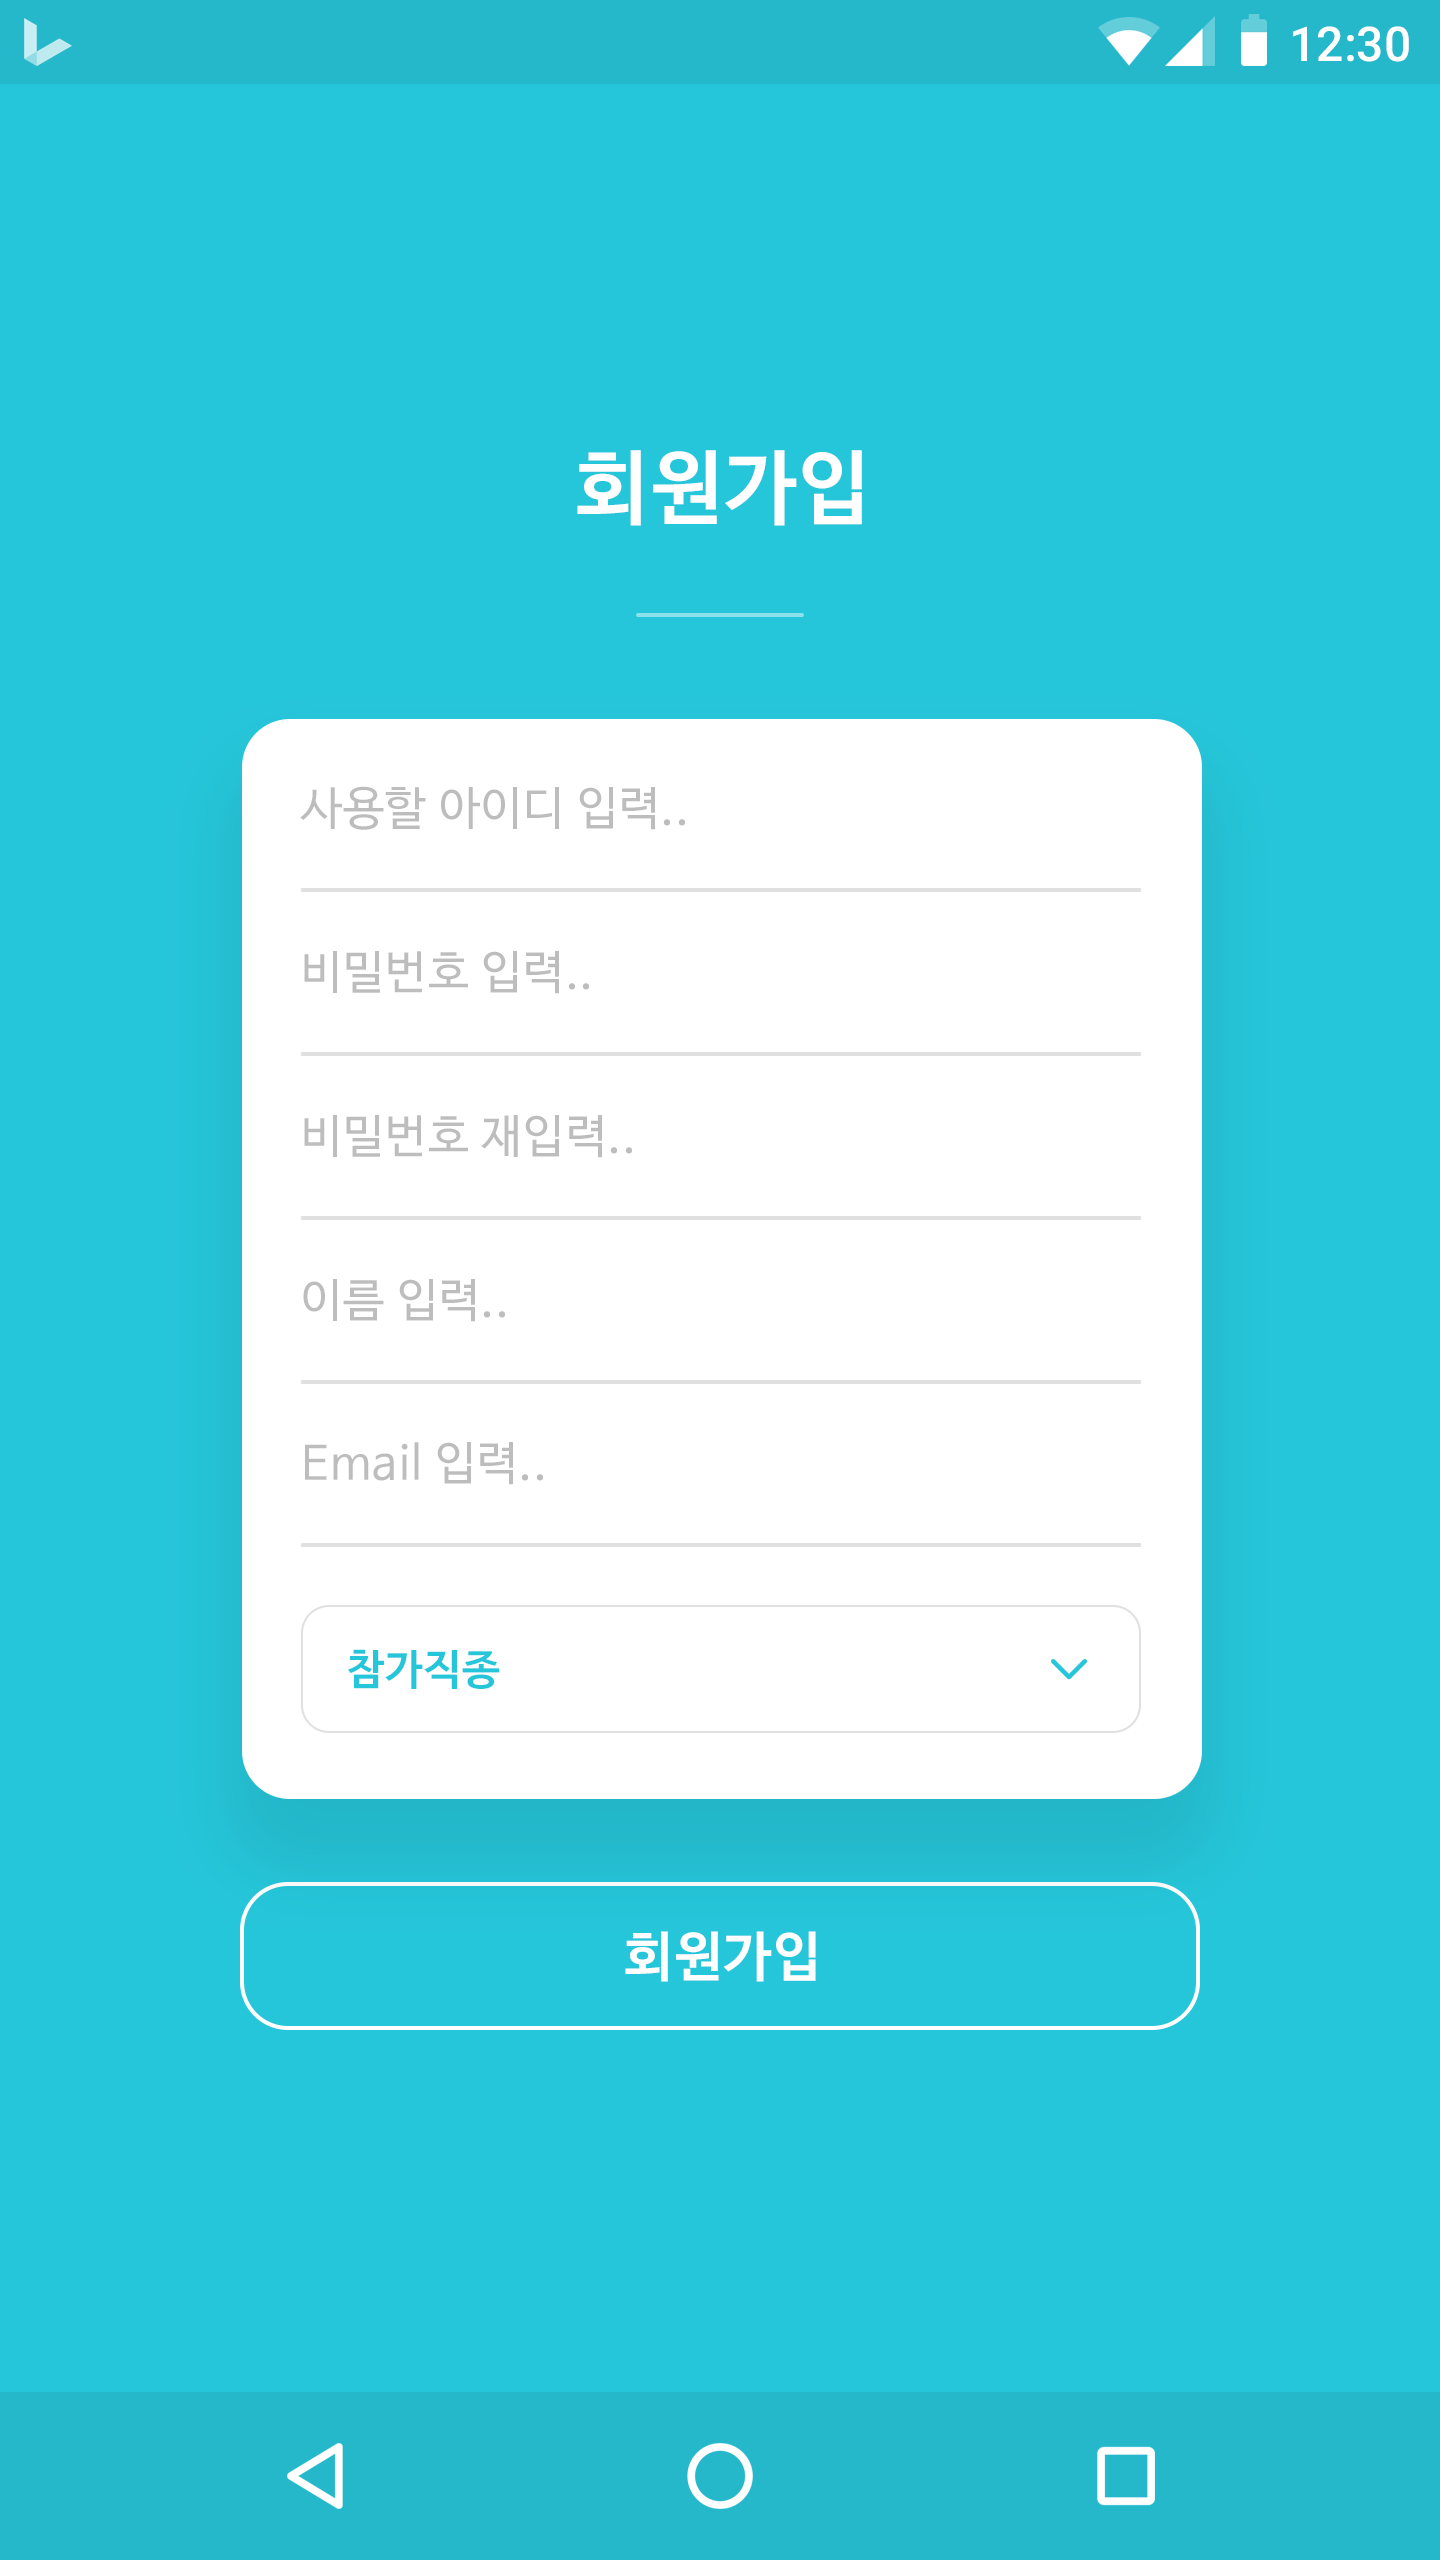 12:30
회원가입
사용할 아이디 입력..
비밀번호 입력..
비밀번호 재입력..
이름 입력..
Email 입력..
참가직종
회원가입